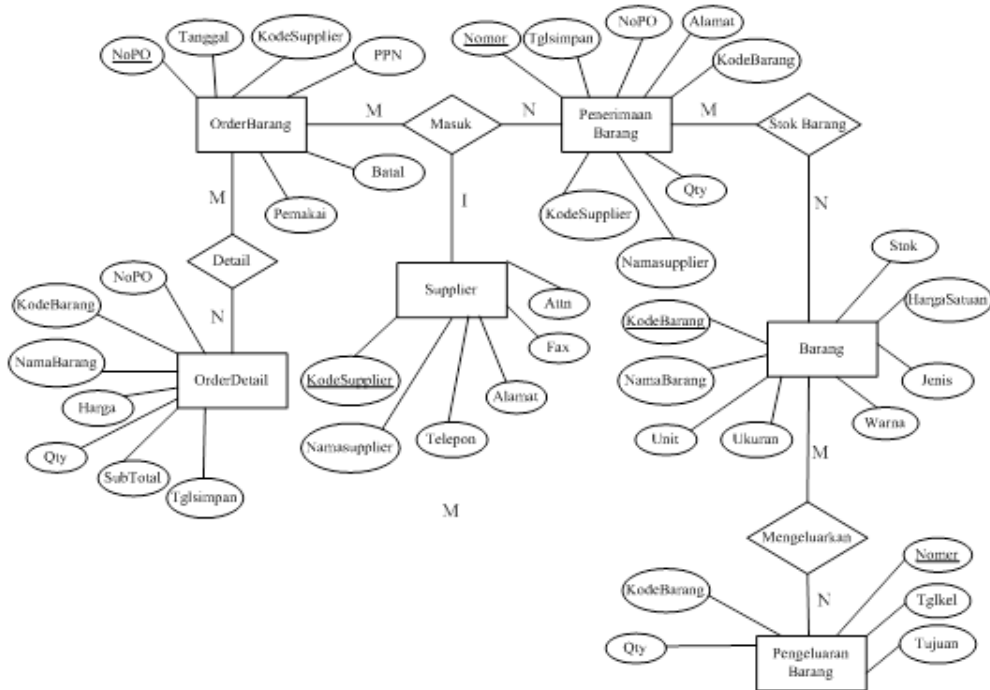 NoPO
Tanggal
KodeSupplier
PPN
OrderBarang
Batal
Pemakai
M
Masuk
N
Nomor
Tglsimpan
NoPO
Alamat
KodeBarang
Penerimaan
Barang
M
Stok Barang
KodeSupplier
Namasupplier
Qty
N
M
Detail
N
I
Supplier
Attn
Fax
Alamat
Telepon
Namasupplier
KodeSupplier
NoPO
KodeBarang
NamaBarang
Harga
Qty
SubTotal
Tglsimpan
OrderDetail
M
Stok
HargaSatuan
KodeBarang
Barang
NamaBarang
Jenis
Unit
Ukuran
Warna
M
Mengeluarkan
N
Nomer
KodeBarang
Tglkel
Qty
Pengeluaran
Barang
Tujuan